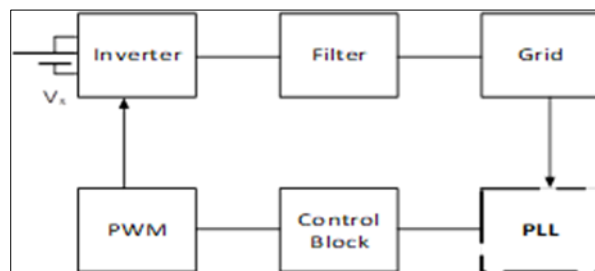 Inverter
Filter
Grid
Vs
PWM
Control
Block
PLL